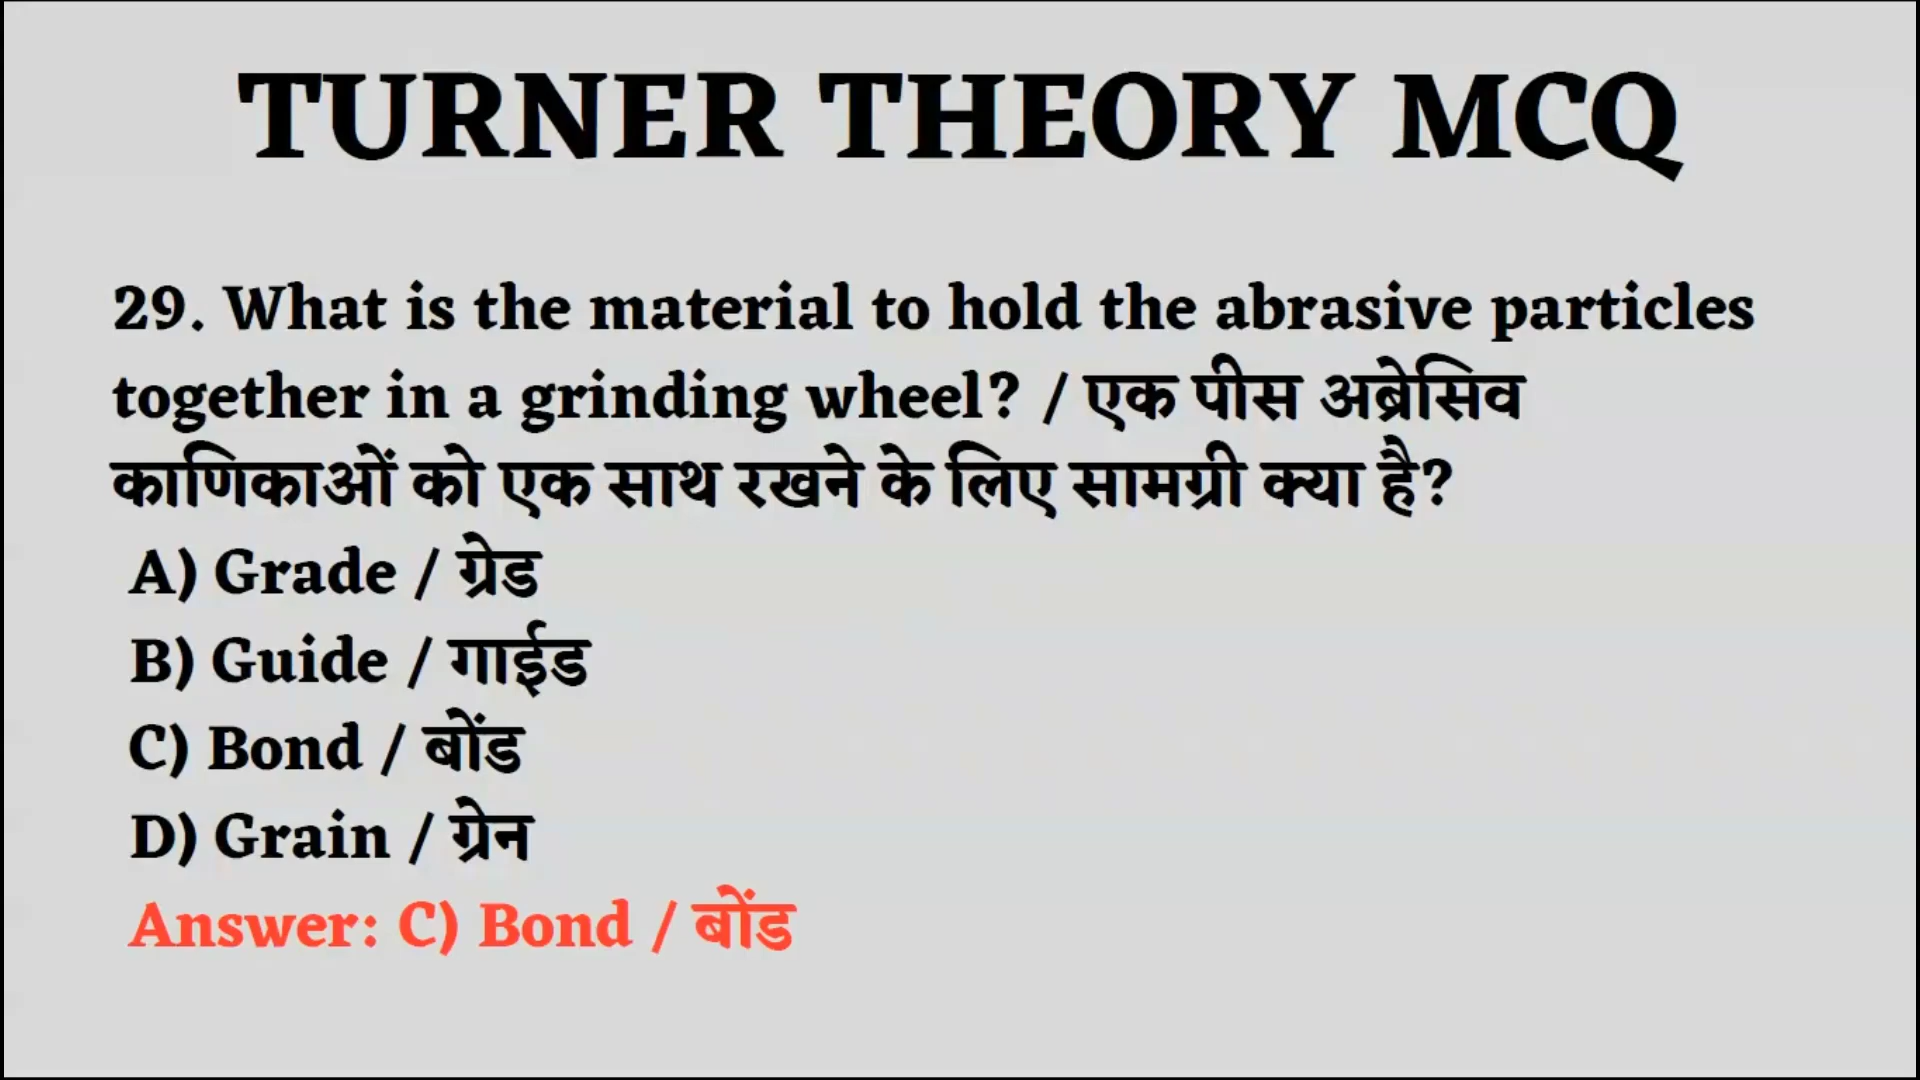 TURNER THEORY MCQ
29. What is the material to hold the abrasive particles
together in a grinding wheel? / एक पीस अब्रेसिव
काणिकाओं को एक साथ रखने के लिए सामग्री क्या है?
A) Grade / ग्रेड
B) Guide / गाईड
C) Bond / बोंड
D) Grain / ग्रेन
Answer: C) Bond / बोंड